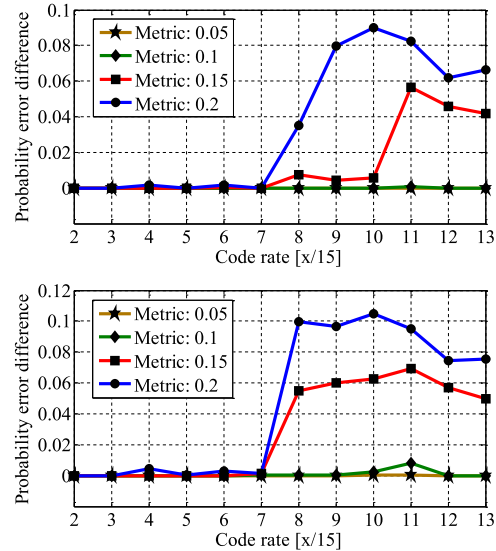 0.1
0.08
0.06
0.04
0.02
0
Probability error difference
Metric: 0.05
Metric: 0.1
Metric: 0.15
Metric: 0.2
2 3 4 5 6 7 8 9 10 11 12 13
Code rate [x/15]
0.12
0.1
0.08
0.06
0.04
0.02
0
Probability error difference
Metric: 0.05
Metric: 0.1
Metric: 0.15
Metric: 0.2
2 3 4 5 6 7 8 9 10 11 12 13
Code rate [x/15]